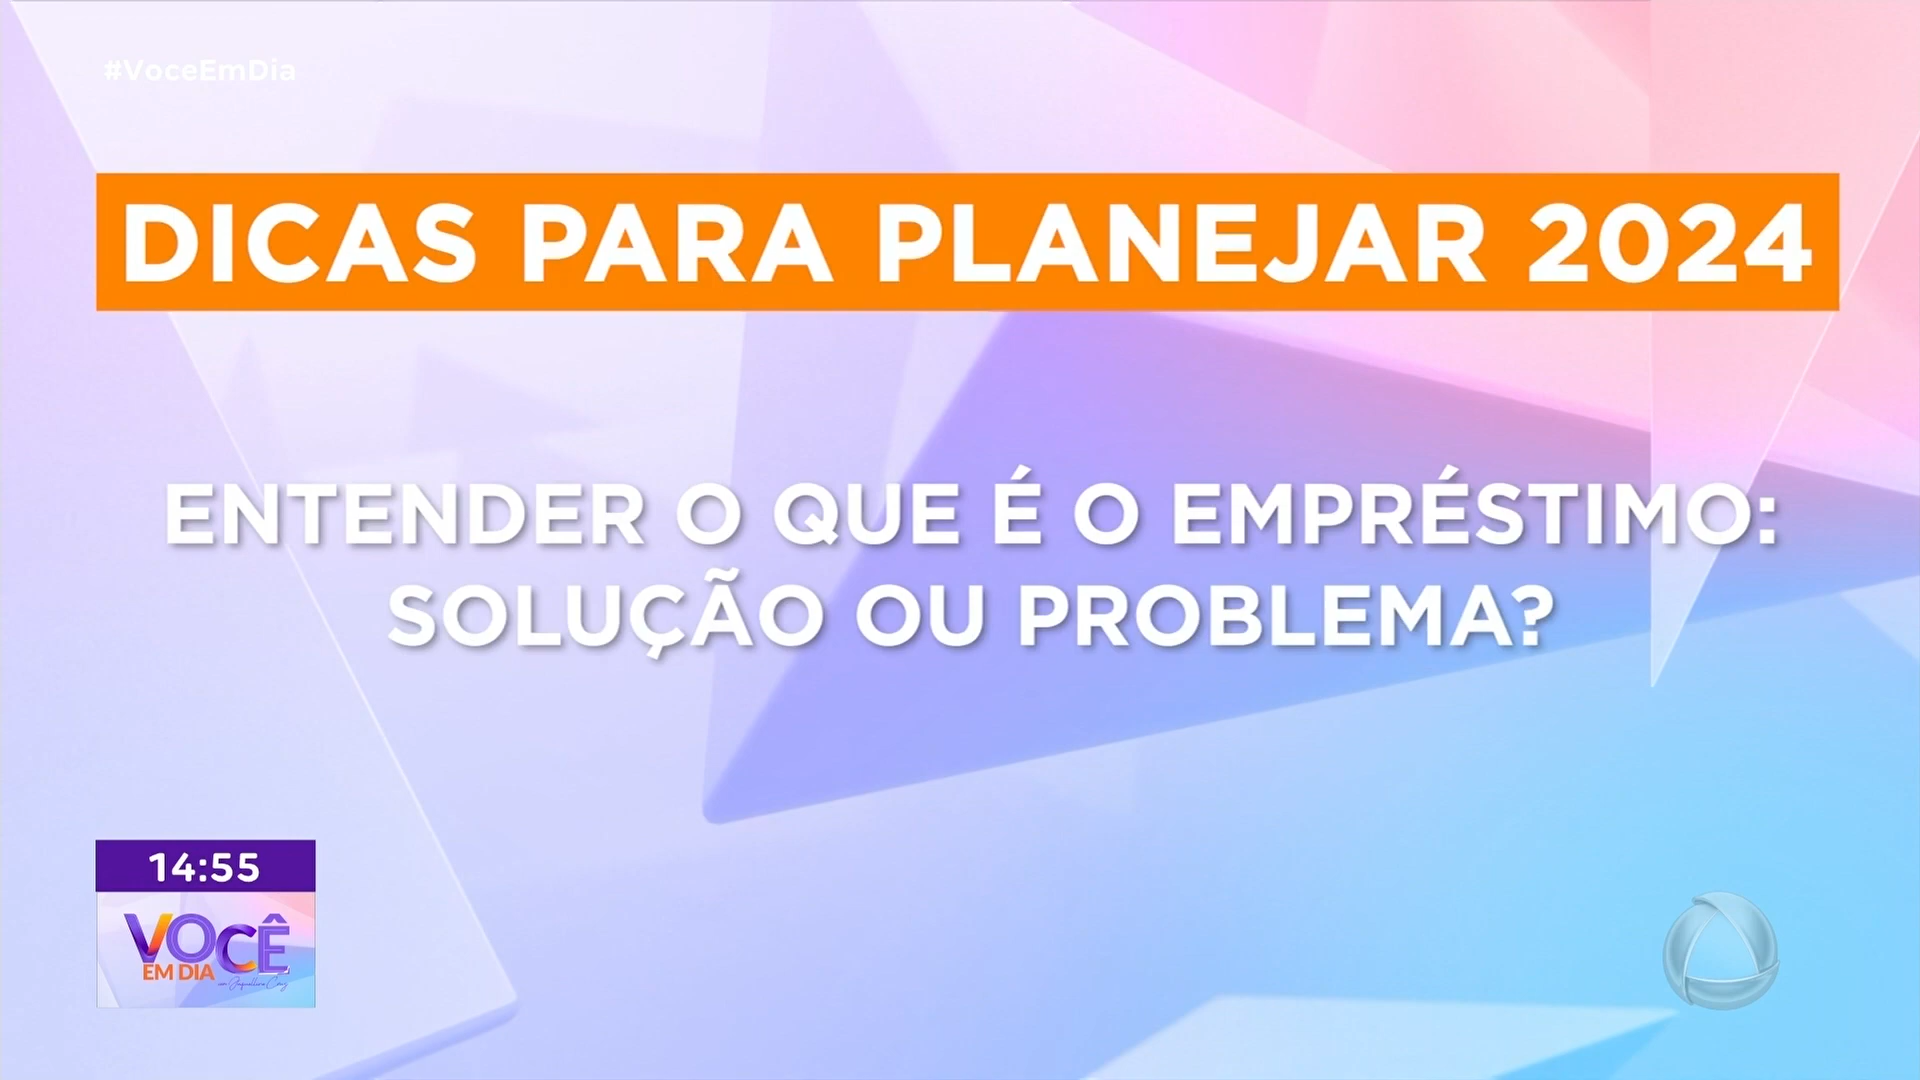 #VoceEmDia
DICAS PARA PLANEJAR 2024
ENTENDER O QUE É O EMPRÉSTIMO:
SOLUÇÃO OU PROBLEMA?
14:55
VOCÊ
EM DIA